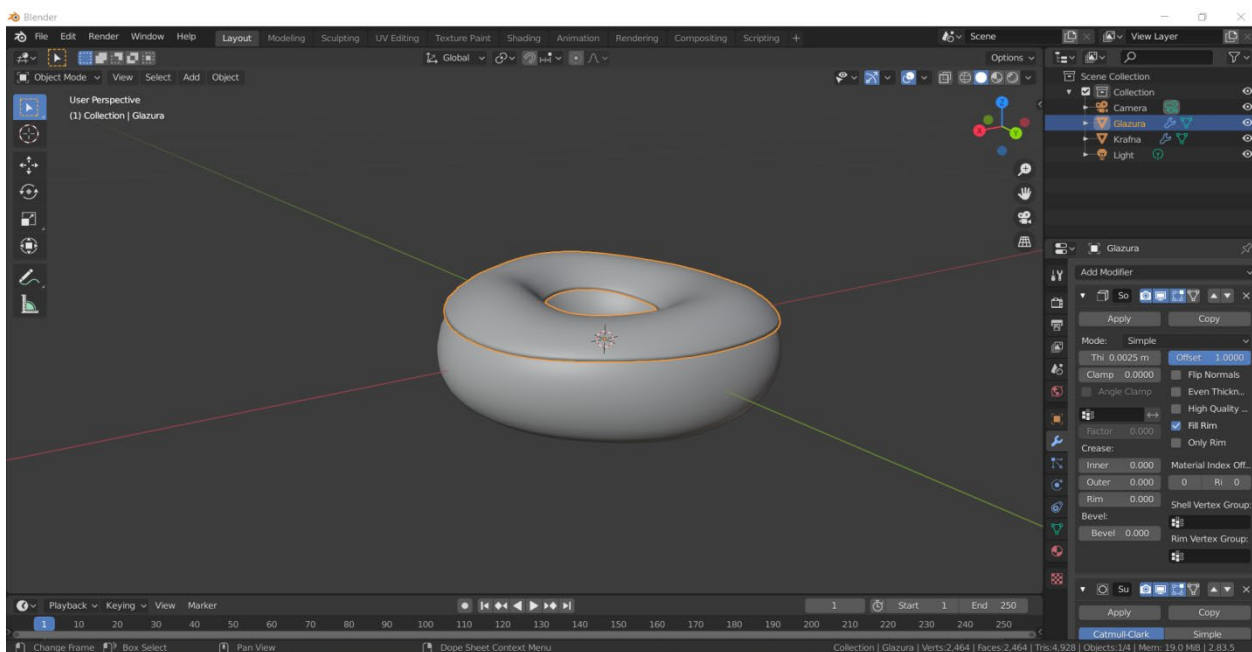 Blender
File Edit Render Window Help Layout Modeling Sculpting UV Editing Texture Paint Shading Animation Rendering Compositing Scripting + Scene View Layer
Global Options
Object Mode View Select Add Object
User Perspective
(1) Collection | Glazura
Scene Collection
Collection
Camera
Glazura
Krafna
Light
Glazura
Add Modifier
So
Apply Copy
Mode: Simple
Thi 0.0025 m Offset 1.0000
Clamp 0.0000 Flip Normals
Angle Clamp Even Thickn...
High Quality ...
Factor 0.000 Fill Rim
Only Rim
Crease:
Inner 0.000 Material Index Off...
Outer 0.000 0 Ri 0
Rim 0.000 Shell Vertex Group:
Bevel:
Bevel 0.000 Rim Vertex Group:
Su
Apply Copy
Catmull-Clark Simple
Playback Keying View Marker 1 Start 1 End 250
1 10 20 30 40 50 60 70 80 90 100 110 120 130 140 150 160 170 180 190 200 210 220 230 240 250
Change Frame Box Select Pan View Dope Sheet Context Menu Collection | Glazura | Verts:2,464 | Faces:2,464 | Tris:4,928 | Objects:1/4 | Mem: 19.0 MiB | 2.83.5